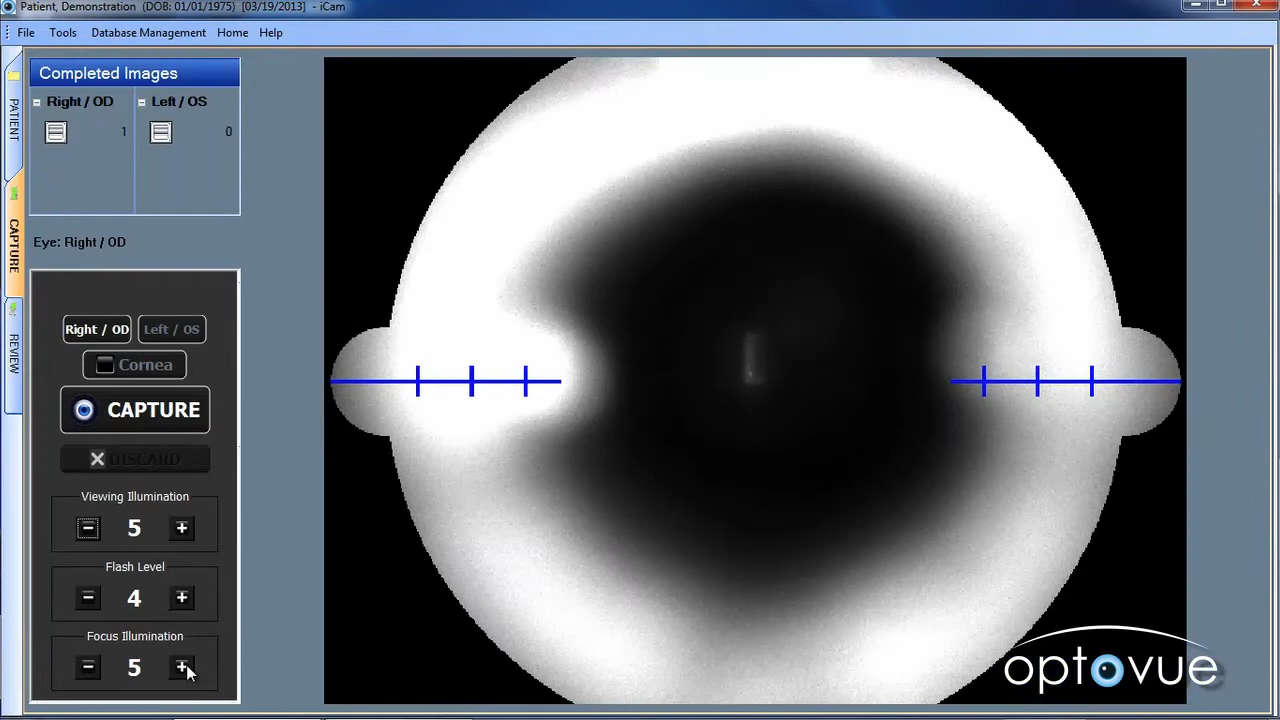 Patient, Demonstration (DOB: 01/01/1975) [03/19/2013] - iCam
File Tools Database Management Home Help
PATIENT
CAPTURE
REVIEW
Completed Images
Right / OD Left / OS
1 0
Eye: Right / OD
Right / OD Left / OS
Cornea
CAPTURE
DISCARD
Viewing Illumination
5
Flash Level
4
Focus Illumination
5
optovue